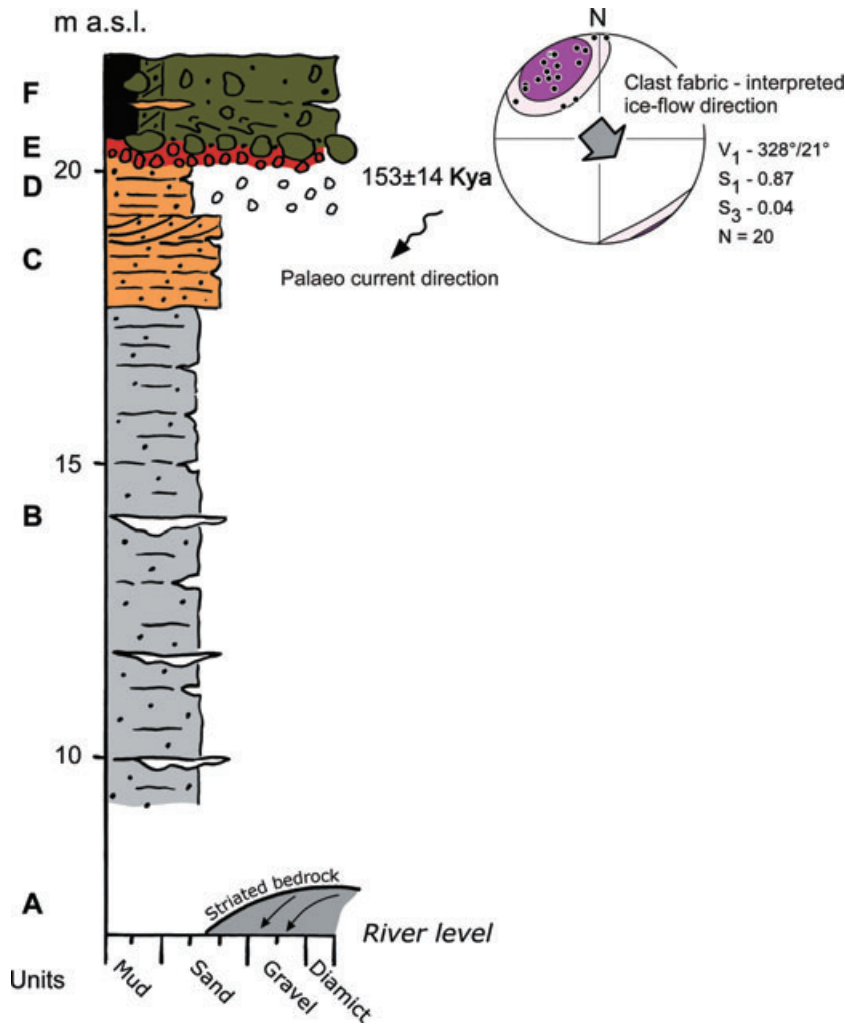 m a.s.l.
N
F
Clast fabric - interpreted
ice-flow direction
E
V1 - 328°/21°
20
153±14 Kya
S1 - 0.87
D
S3 - 0.04
N = 20
C
Palaeo current direction
15
B
10
Striated bedrock
A
River level
Units
Mud
Sand
Gravel
Diamict